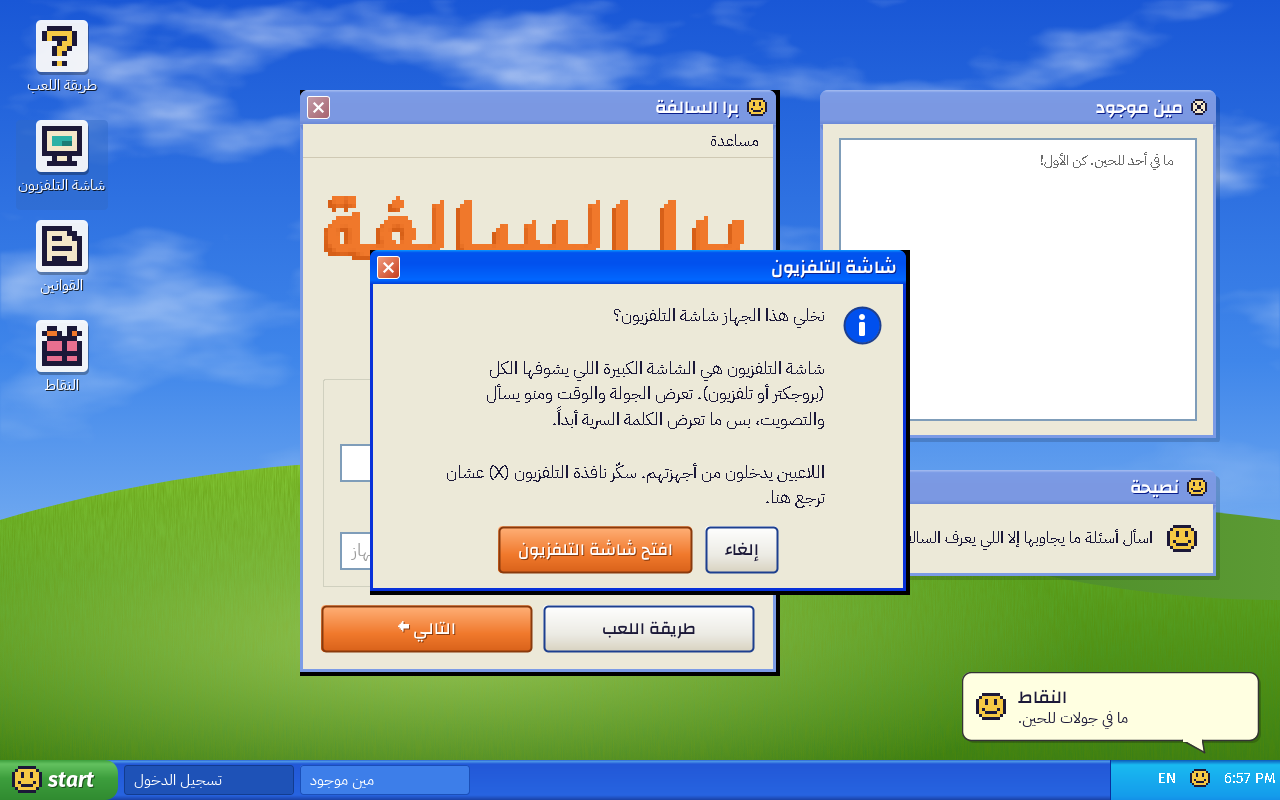 طريقة اللعب
شاشة التلفزيون
القوانين
النقاط
برا السالفة
مساعدة
برا السالفة
مين موجود
ما في أحد للحين. كن الأول!
شاشة التلفزيون
نخلي هذا الجهاز شاشة التلفزيون؟
شاشة التلفزيون هي الشاشة الكبيرة اللي يشوفها الكل
(بروجكتر أو تلفزيون). تعرض الجولة والوقت ومنو يسأل
والتصويت، بس ما تعرض الكلمة السرية أبداً.
اللاعبين يدخلون من أجهزتهم. سكّر نافذة التلفزيون (X) عشان
ترجع هنا.
إلغاء
افتح شاشة التلفزيون
طريقة اللعب
التالي
نصيحة
اسأل أسئلة ما يجاوبها إلا اللي يعرف
النقاط
ما في جولات للحين.
start
تسجيل الدخول
مين موجود
EN
6:57 PM